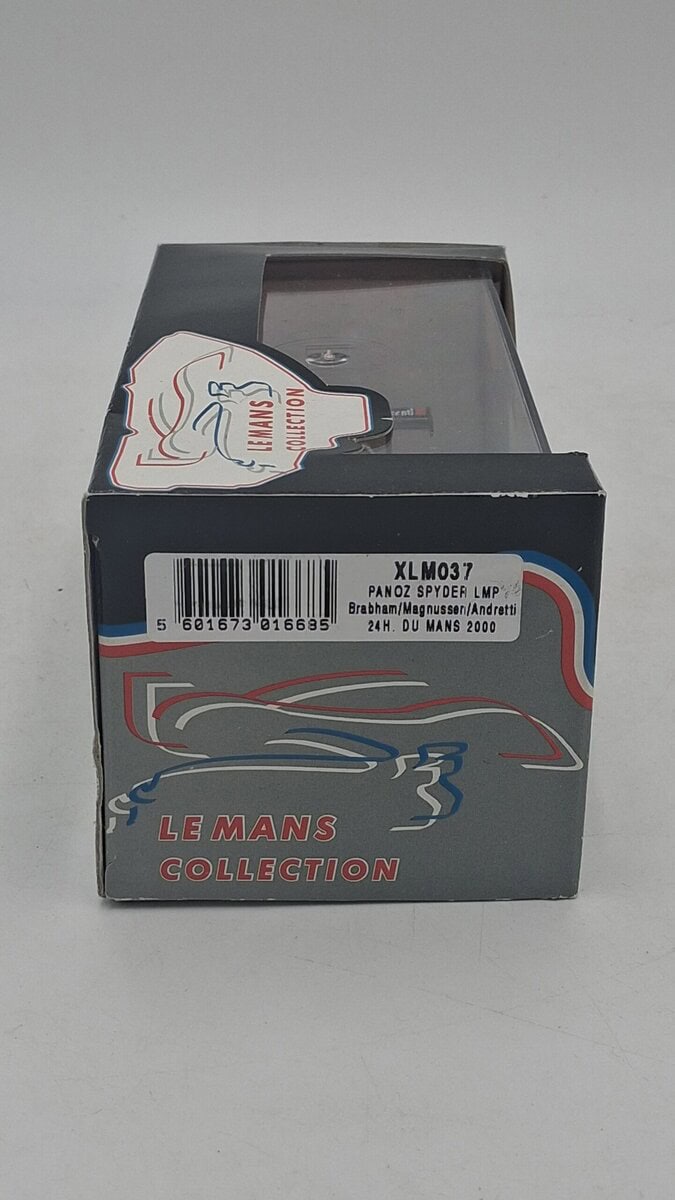 LE MANS
COLLECTION
XLM037
PANOZ SPYDER LMP
Brabham/Magnussen/Andretti
24H. DU MANS 2000
5 601673 016685
LE MANS
COLLECTION